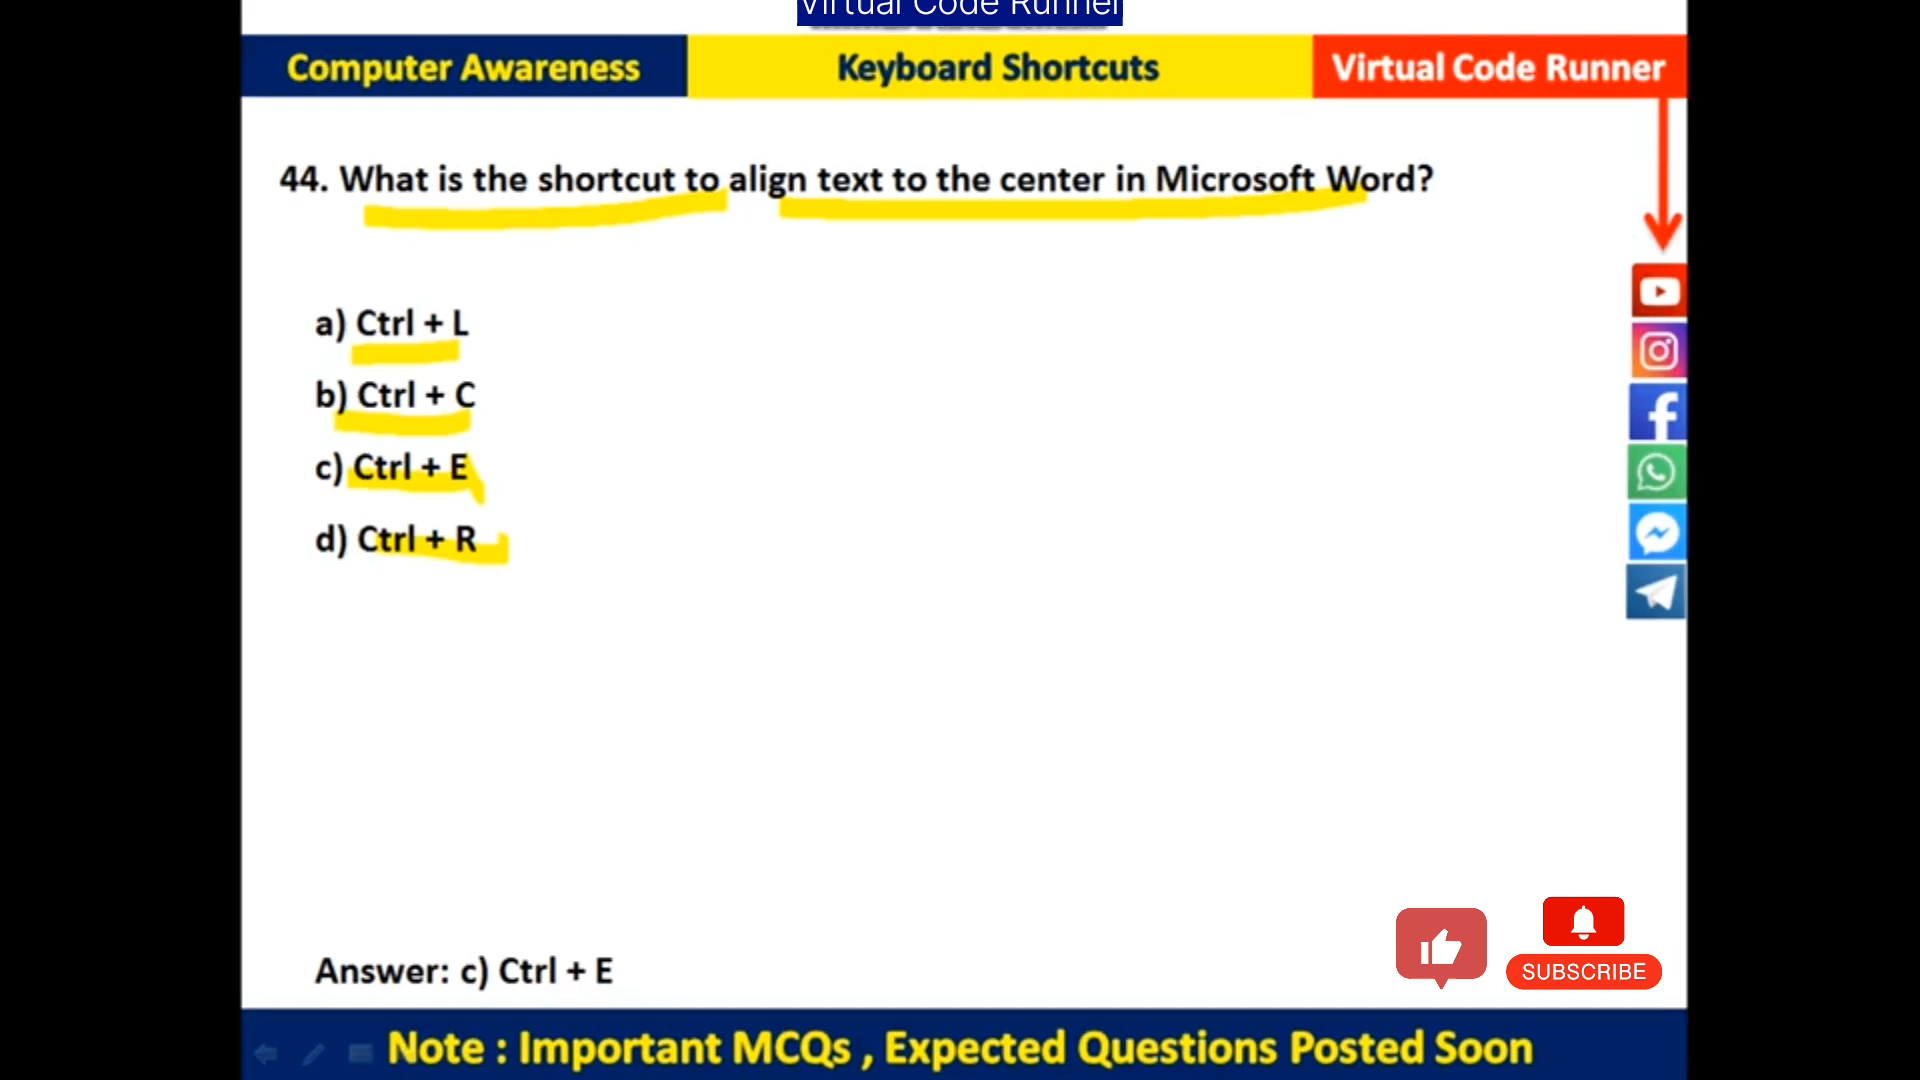 Virtual Code Runner
Computer Awareness
Keyboard Shortcuts
Virtual Code Runner
44. What is the shortcut to align text to the center in Microsoft Word?
a) Ctrl + L
b) Ctrl + C
c) Ctrl + E
d) Ctrl + R
Answer: c) Ctrl + E
SUBSCRIBE
Note : Important MCQs , Expected Questions Posted Soon